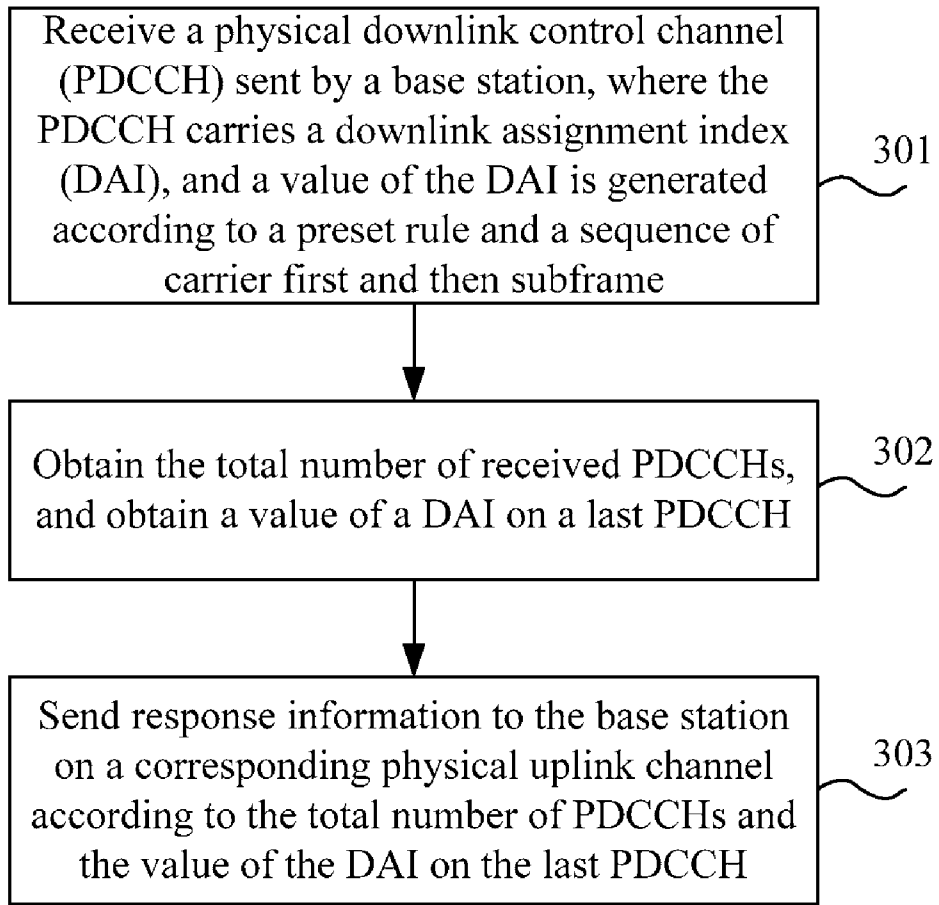 Receive a physical downlink control channel
(PDCCH) sent by a base station, where the
PDCCH carries a downlink assignment index
(DAI), and a value of the DAI is generated
according to a preset rule and a sequence of
carrier first and then subframe
301
Obtain the total number of received PDCCHs,
and obtain a value of a DAI on a last PDCCH
302
Send response information to the base station
on a corresponding physical uplink channel
according to the total number of PDCCHs and
the value of the DAI on the last PDCCH
303